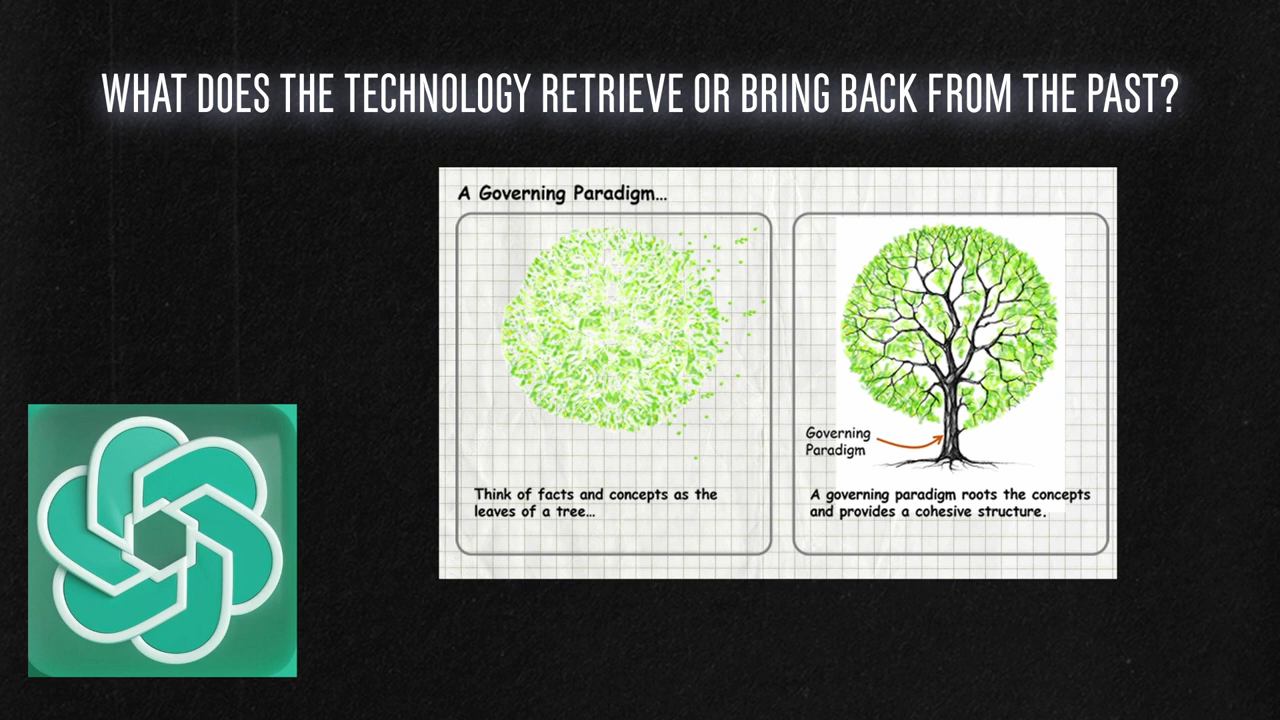 WHAT DOES THE TECHNOLOGY RETRIEVE OR BRING BACK FROM THE PAST?
A Governing Paradigm...
Think of facts and concepts as the
leaves of a tree...
Governing
Paradigm
A governing paradigm roots the concepts
and provides a cohesive structure.